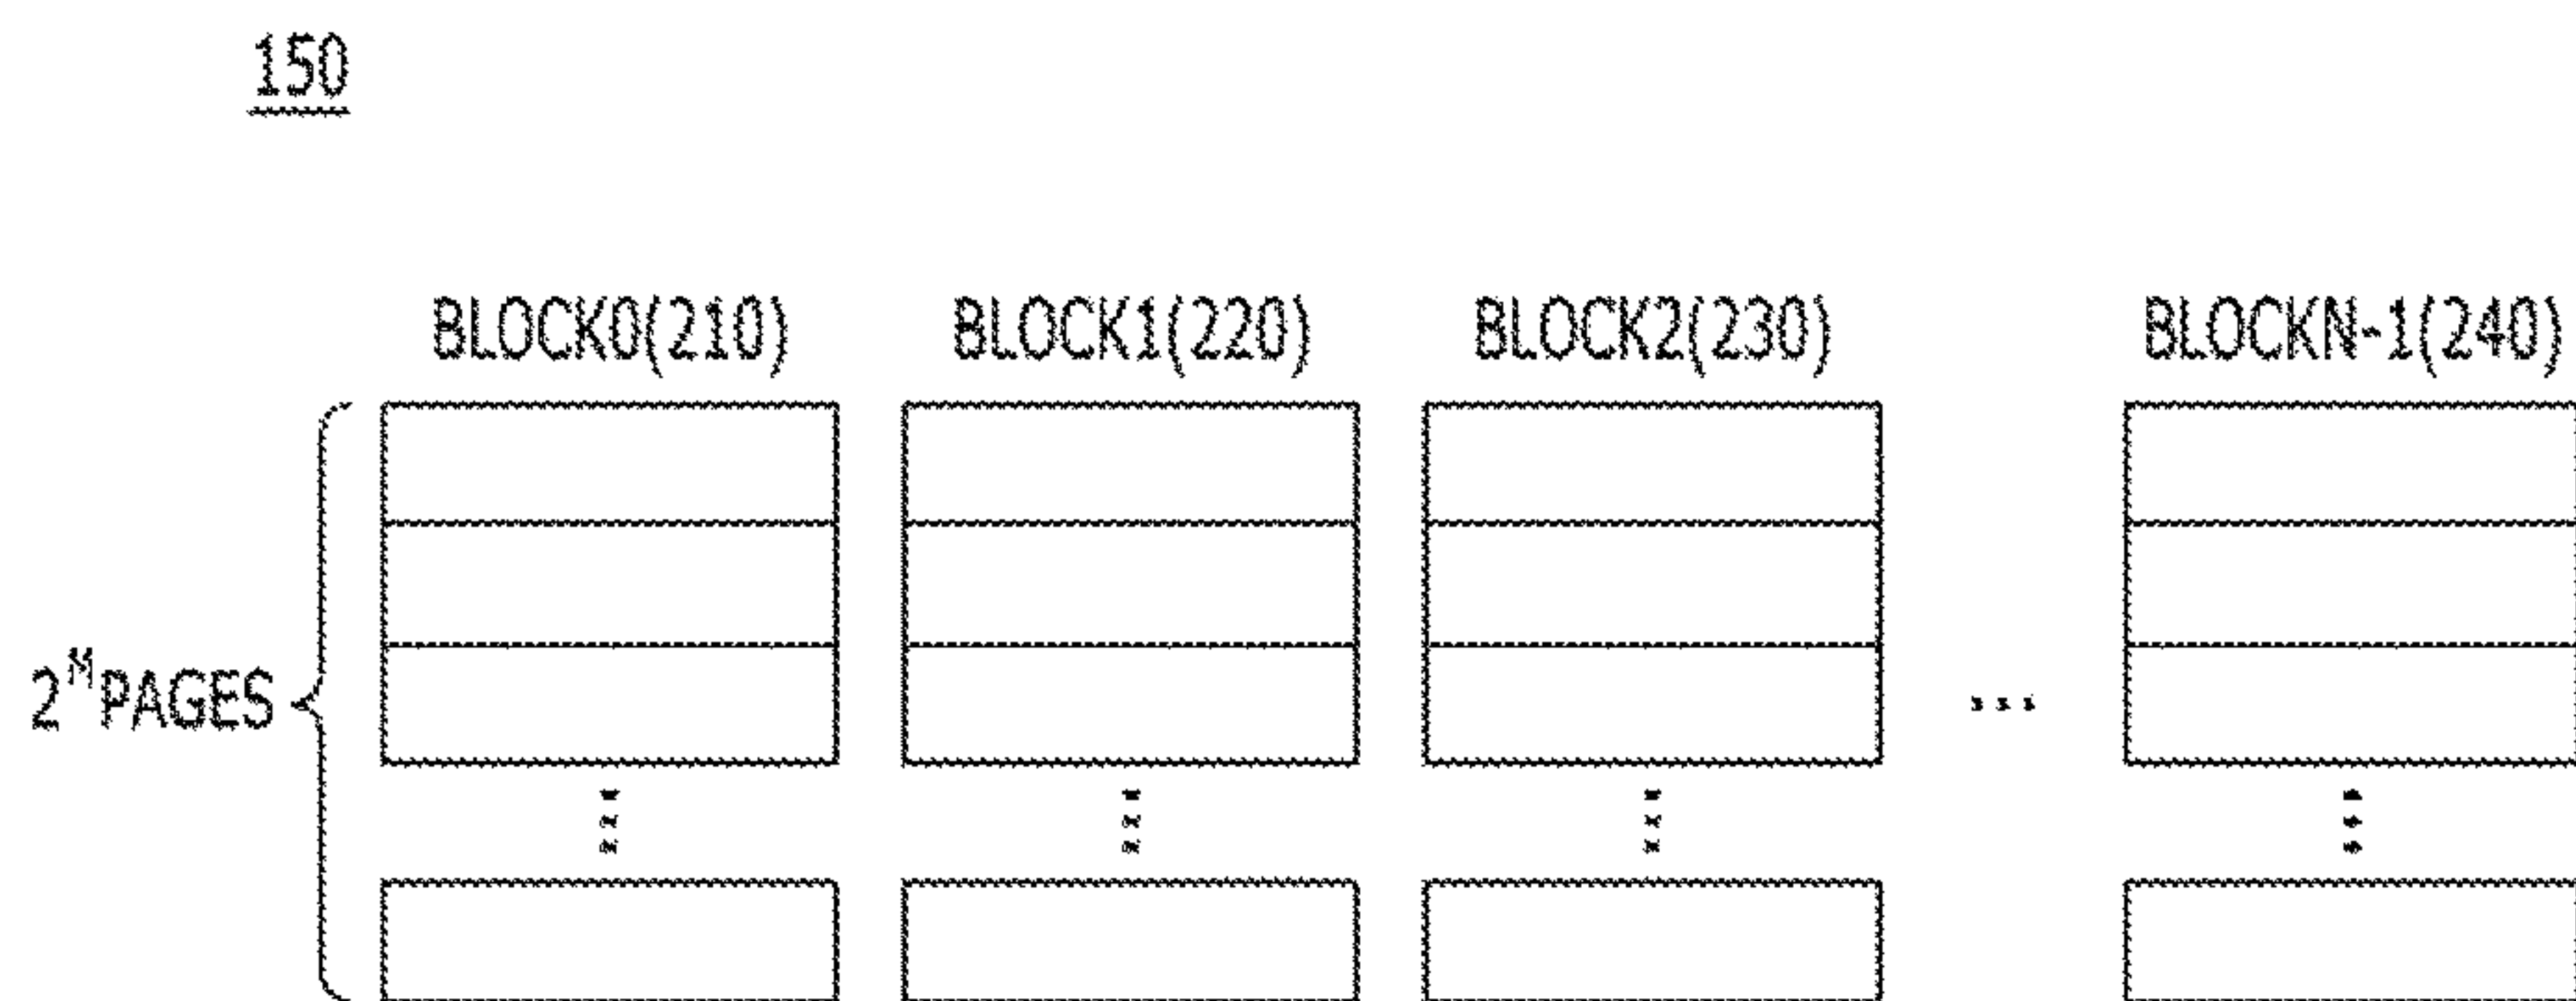 150
BLOCK0(210) BLOCK1(220) BLOCK2(230) BLOCKN-1(240)
2^M PAGES
...